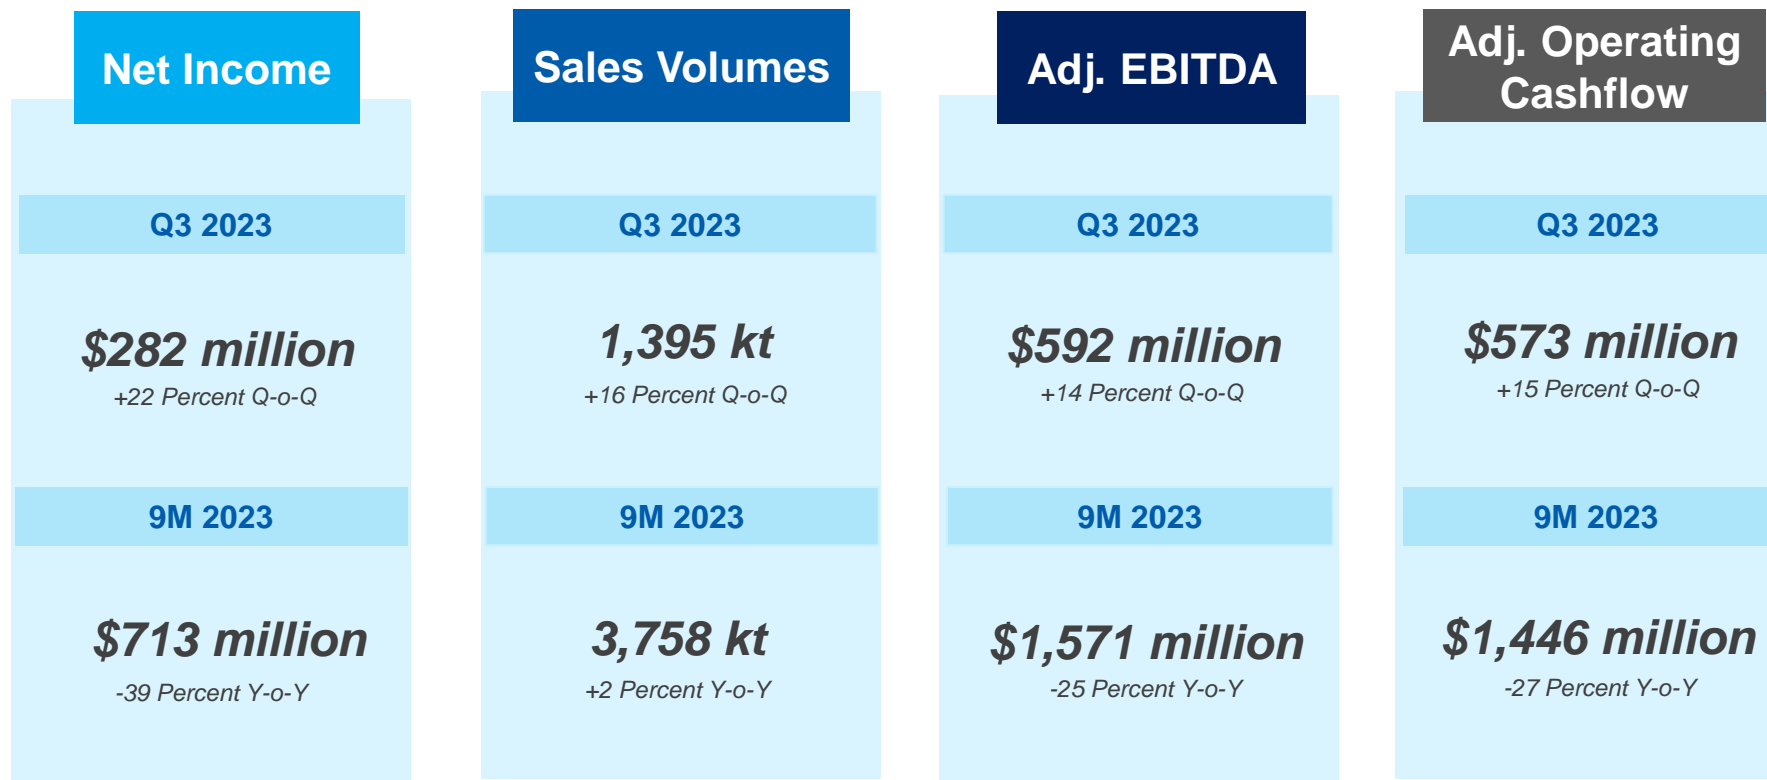 Net Income
Q3 2023
$282 million
+22 Percent Q-o-Q
9M 2023
$713 million
-39 Percent Y-o-Y
Sales Volumes
Q3 2023
1,395 kt
+16 Percent Q-o-Q
9M 2023
3,758 kt
+2 Percent Y-o-Y
Adj. EBITDA
Q3 2023
$592 million
+14 Percent Q-o-Q
9M 2023
$1,571 million
-25 Percent Y-o-Y
Adj. Operating
Cashflow
Q3 2023
$573 million
+15 Percent Q-o-Q
9M 2023
$1,446 million
-27 Percent Y-o-Y